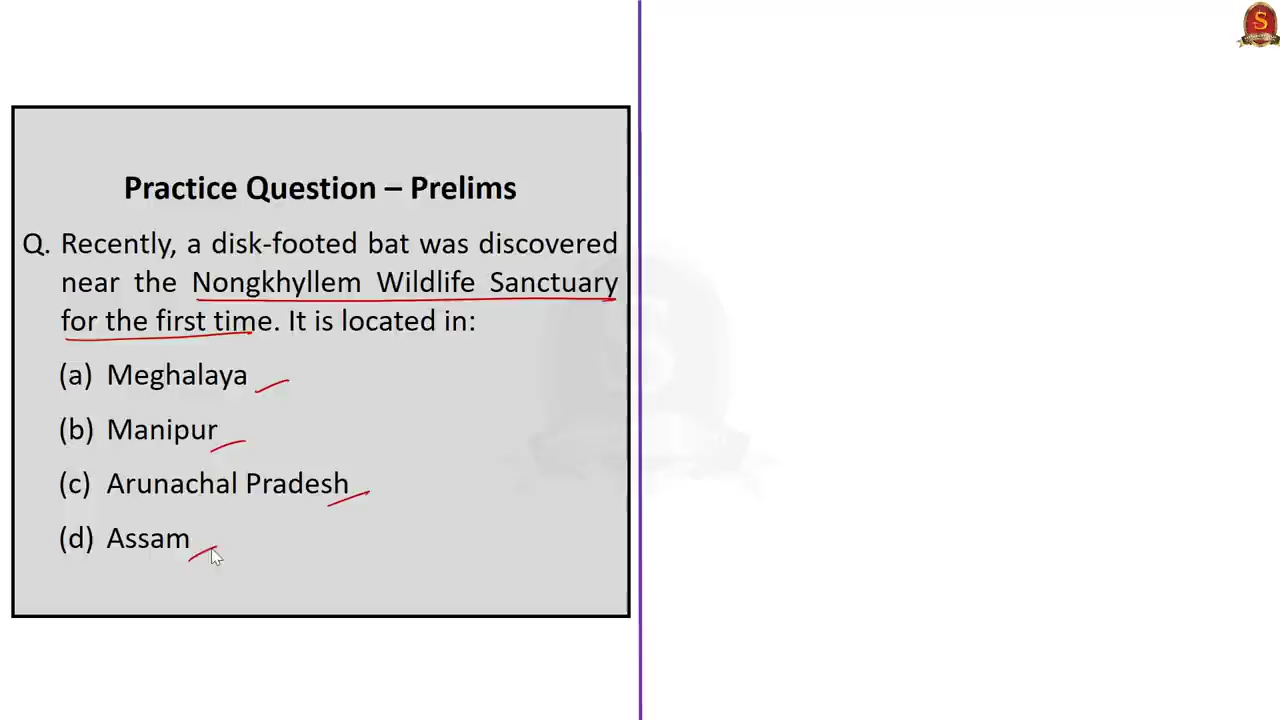 S
Practice Question – Prelims
Q. Recently, a disk-footed bat was discovered
near the Nongkhyllem Wildlife Sanctuary
for the first time. It is located in:
(a) Meghalaya
(b) Manipur
(c) Arunachal Pradesh
(d) Assam